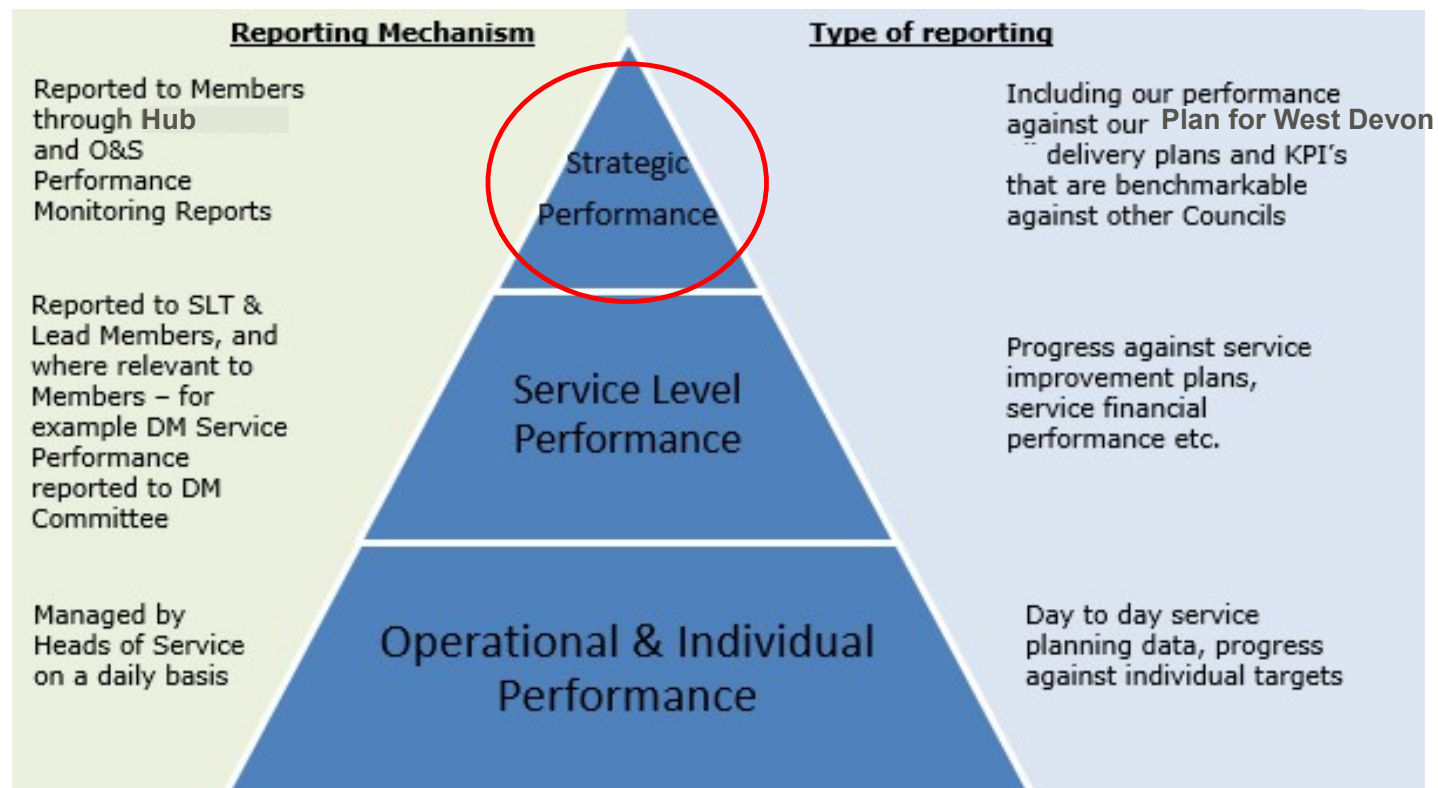 Reporting Mechanism
Type of reporting
Reported to Members
through Hub
and O&S
Performance
Monitoring Reports
Strategic
Performance
Including our performance
against our Plan for West Devon
delivery plans and KPI's
that are benchmarkable
against other Councils
Reported to SLT &
Lead Members, and
where relevant to
Members – for
example DM Service
Performance
reported to DM
Committee
Service Level
Performance
Progress against service
improvement plans,
service financial
performance etc.
Managed by
Heads of Service
on a daily basis
Operational & Individual
Performance
Day to day service
planning data, progress
against individual targets